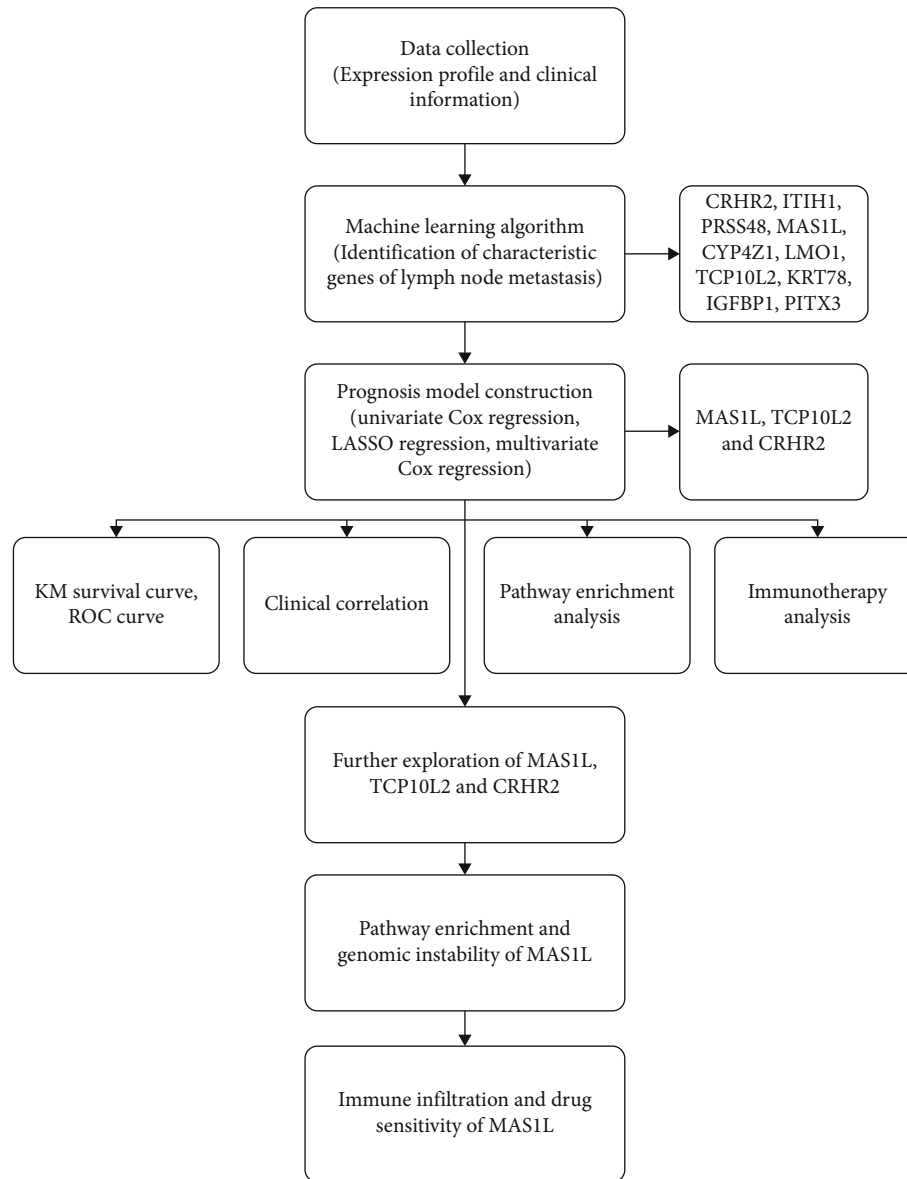 Data collection
(Expression profile and clinical
information)
Machine learning algorithm
(Identification of characteristic
genes of lymph node metastasis)
CRHR2, ITIH1,
PRSS48, MAS1L,
CYP4Z1, LMO1,
TCP10L2, KRT78,
IGFBP1, PITX3
Prognosis model construction
(univariate Cox regression,
LASSO regression, multivariate
Cox regression)
MAS1L, TCP10L2
and CRHR2
KM survival curve,
ROC curve
Clinical correlation
Pathway enrichment
analysis
Immunotherapy
analysis
Further exploration of MAS1L,
TCP10L2 and CRHR2
Pathway enrichment and
genomic instability of MAS1L
Immune infiltration and drug
sensitivity of MAS1L